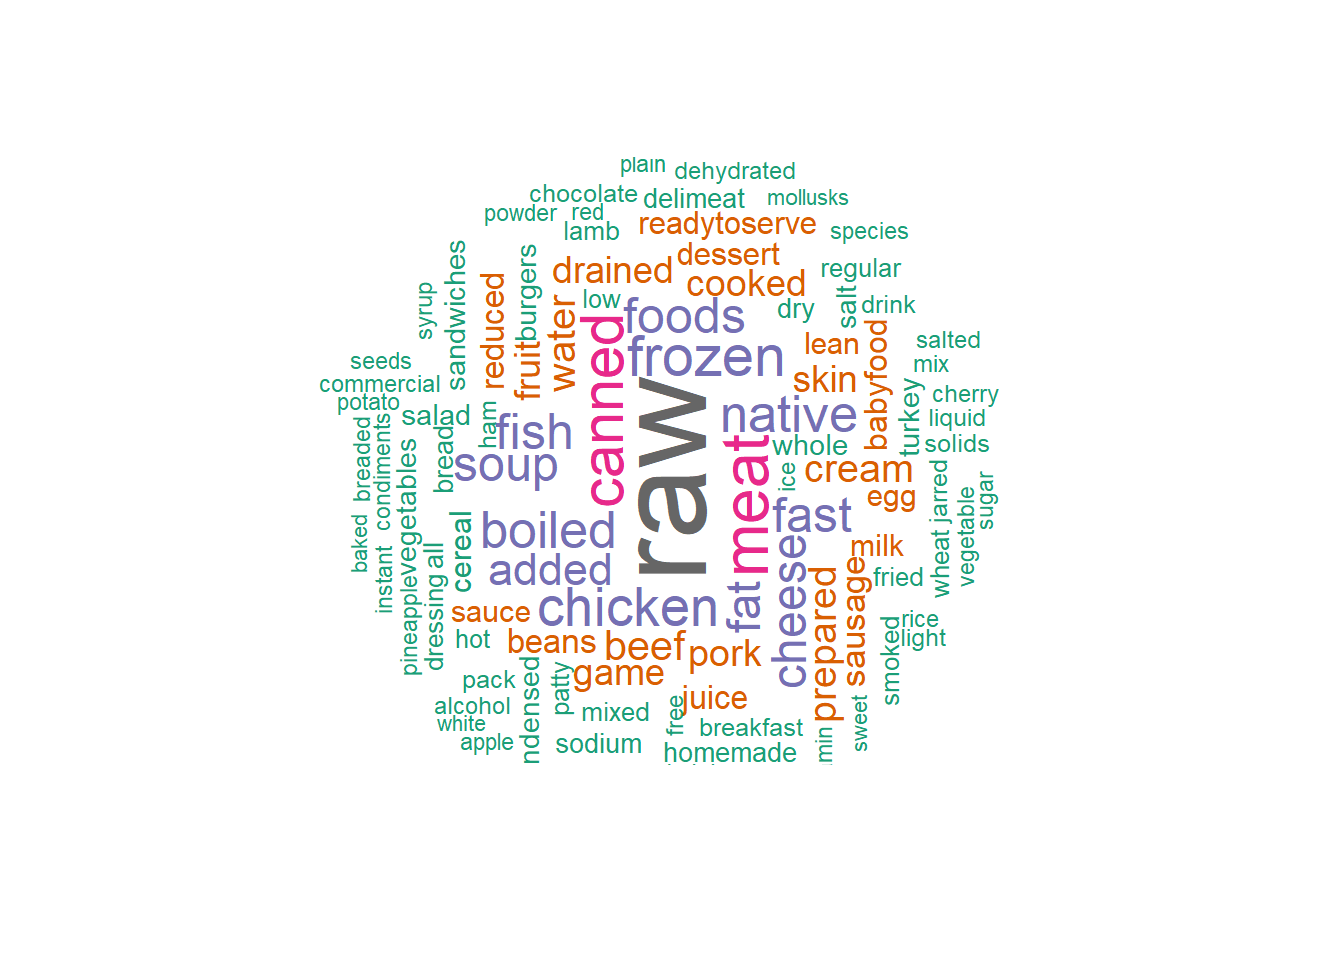 plain
dehydrated
chocolate
delimeat
mollusks
powder
red
lamb
readytoserve
species
dessert
drained
cooked
regular
sandwiches
burgers
reduced
water
low
foods
dry
salt
drink
syrup
fruit
canned
frozen
lean
babyfood
salted
seeds
skin
mix
commercial
raw
cherry
potato
salad
ham
fish
native
turkey
liquid
breaded
condiments
vegetables
bread
soup
meat
whole
solids
ice
cream
jarred
sugar
egg
baked
cereal
boiled
fast
wheat
vegetable
instant
all
added
cheese
milk
fried
pineapple
dressing
sauce
chicken
fat
prepared
sausage
rice
hot
beans
beef
pork
light
smoked
pack
ndensed
patty
game
juice
alcohol
mixed
free
sweet
white
breakfast
apple
sodium
homemade
min